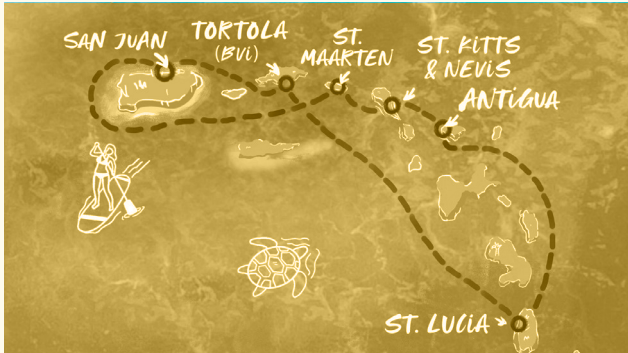 SAN JUAN
TORTOLA
(BVI)
ST.
MAARTEN
ST. KITTS
& NEVIS
ANTIGUA
ST. LUCIA